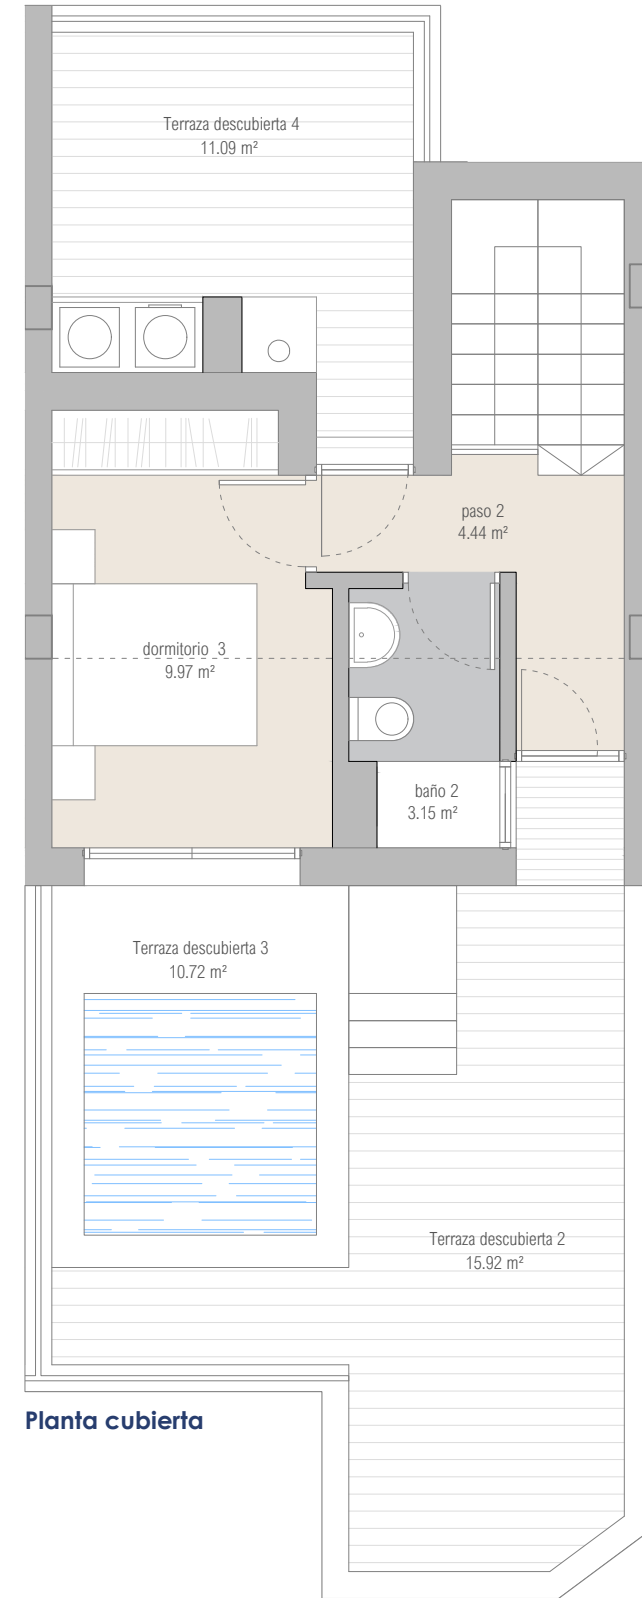 Terraza descubierta 4
11.09 m²
paso 2
4.44 m²
dormitorio 3
9.97 m²
baño 2
3.15 m²
Terraza descubierta 3
10.72 m²
Terraza descubierta 2
15.92 m²
Planta cubierta